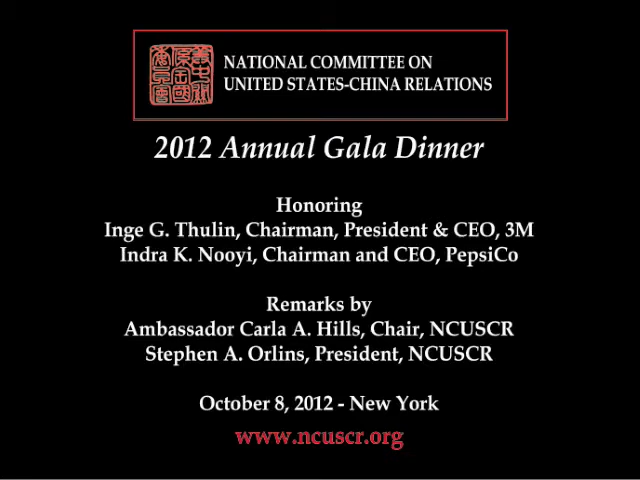 NATIONAL COMMITTEE ON
UNITED STATES-CHINA RELATIONS
2012 Annual Gala Dinner
Honoring
Inge G. Thulin, Chairman, President & CEO, 3M
Indra K. Nooyi, Chairman and CEO, PepsiCo
Remarks by
Ambassador Carla A. Hills, Chair, NCUSCR
Stephen A. Orlins, President, NCUSCR
October 8, 2012 - New York
www.ncuscr.org